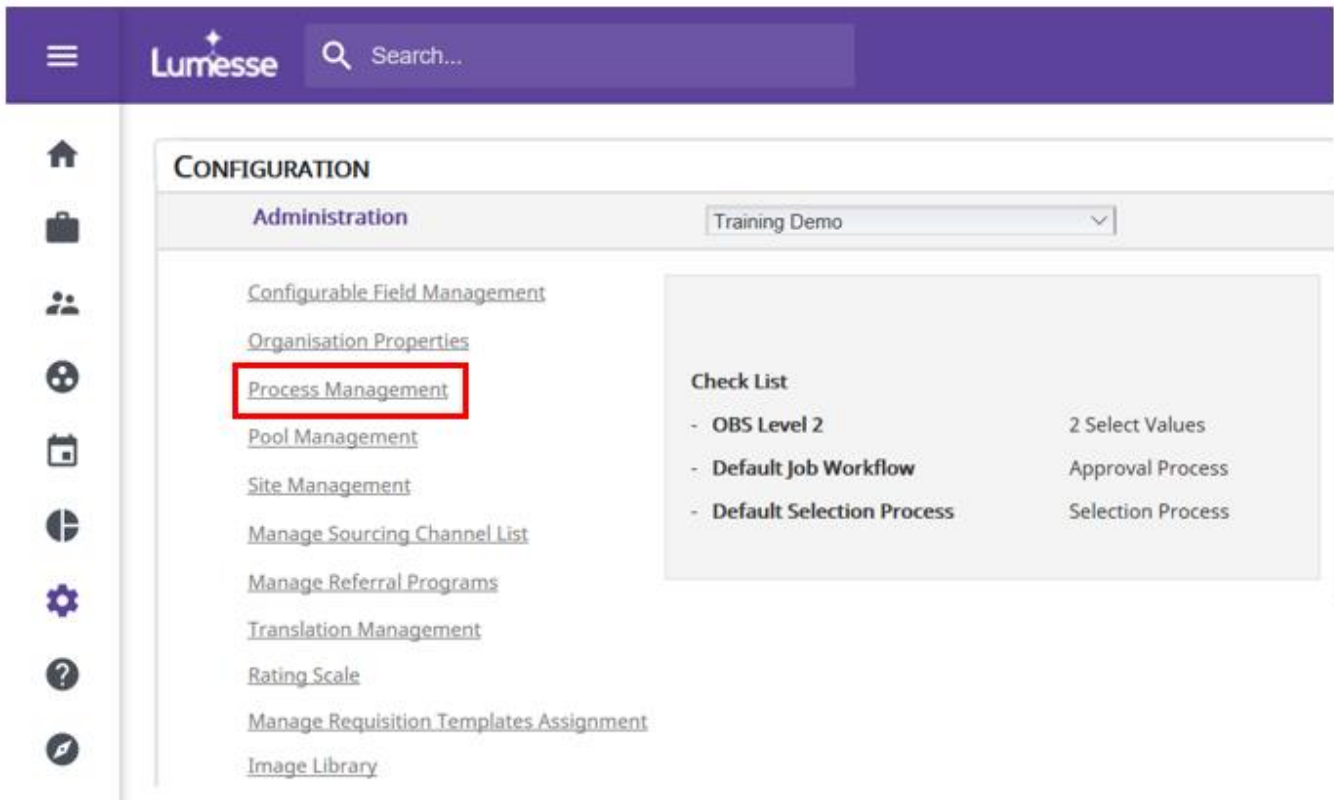 Lumesse
Search...
CONFIGURATION
Administration
Training Demo
Configurable Field Management
Organisation Properties
Process Management
Pool Management
Site Management
Manage Sourcing Channel List
Manage Referral Programs
Translation Management
Rating Scale
Manage Requisition Templates Assignment
Image Library
Check List
- OBS Level 2 2 Select Values
- Default Job Workflow Approval Process
- Default Selection Process Selection Process